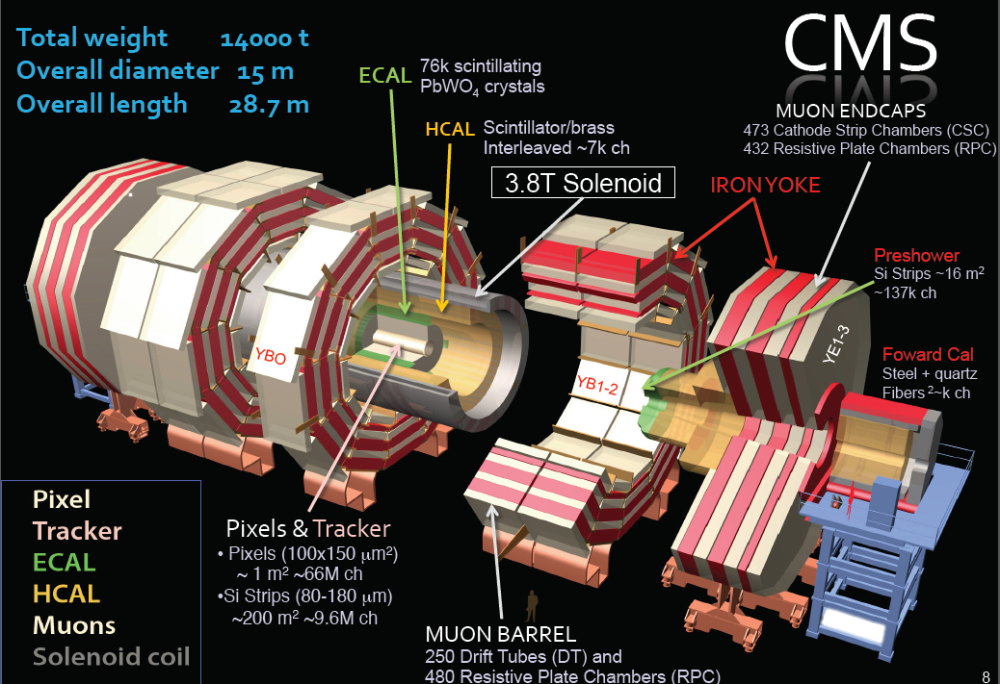 Total weight 14000 t
Overall diameter 15 m
Overall length 28.7 m
ECAL
76k scintillating
PbWO4 crystals
HCAL
Scintillator/brass
Interleaved ~7k ch
3.8T Solenoid
CMS
MUON ENDCAPS
473 Cathode Strip Chambers (CSC)
432 Resistive Plate Chambers (RPC)
IRON YOKE
Preshower
Si Strips ~16 m²
~137k ch
Foward Cal
Steel + quartz
Fibers ²~k ch
YBO
YB1-2
YE1-3
Pixels & Tracker
• Pixels (100x150 μm²)
~ 1 m² ~66M ch
•Si Strips (80-180 μm)
~200 m² ~9.6M ch
MUON BARREL
250 Drift Tubes (DT) and
480 Resistive Plate Chambers (RPC)
Pixel
Tracker
ECAL
HCAL
Muons
Solenoid coil
8